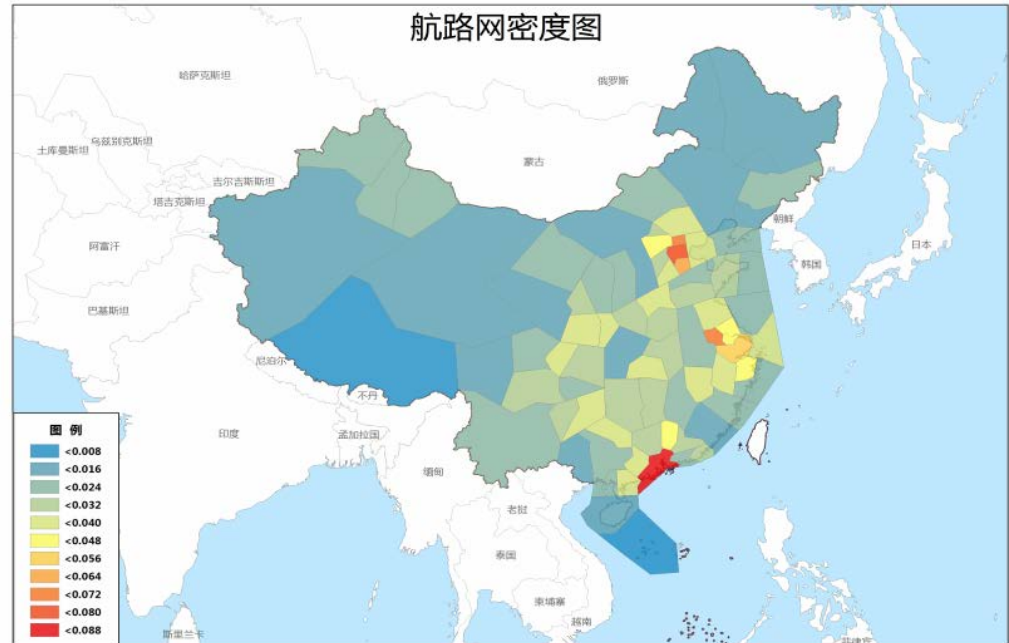 航路网密度图
哈萨克斯坦
俄罗斯
乌兹别克斯坦
土库曼斯坦
蒙古
吉尔吉斯斯坦
塔吉克斯坦
朝鲜
日本
阿富汗
韩国
巴基斯坦
尼泊尔
不丹
印度
孟加拉国
缅甸
老挝
泰国
柬埔寨
越南
斯里兰卡
菲律宾
图 例
<0.008
<0.016
<0.024
<0.032
<0.040
<0.048
<0.056
<0.064
<0.072
<0.080
<0.088